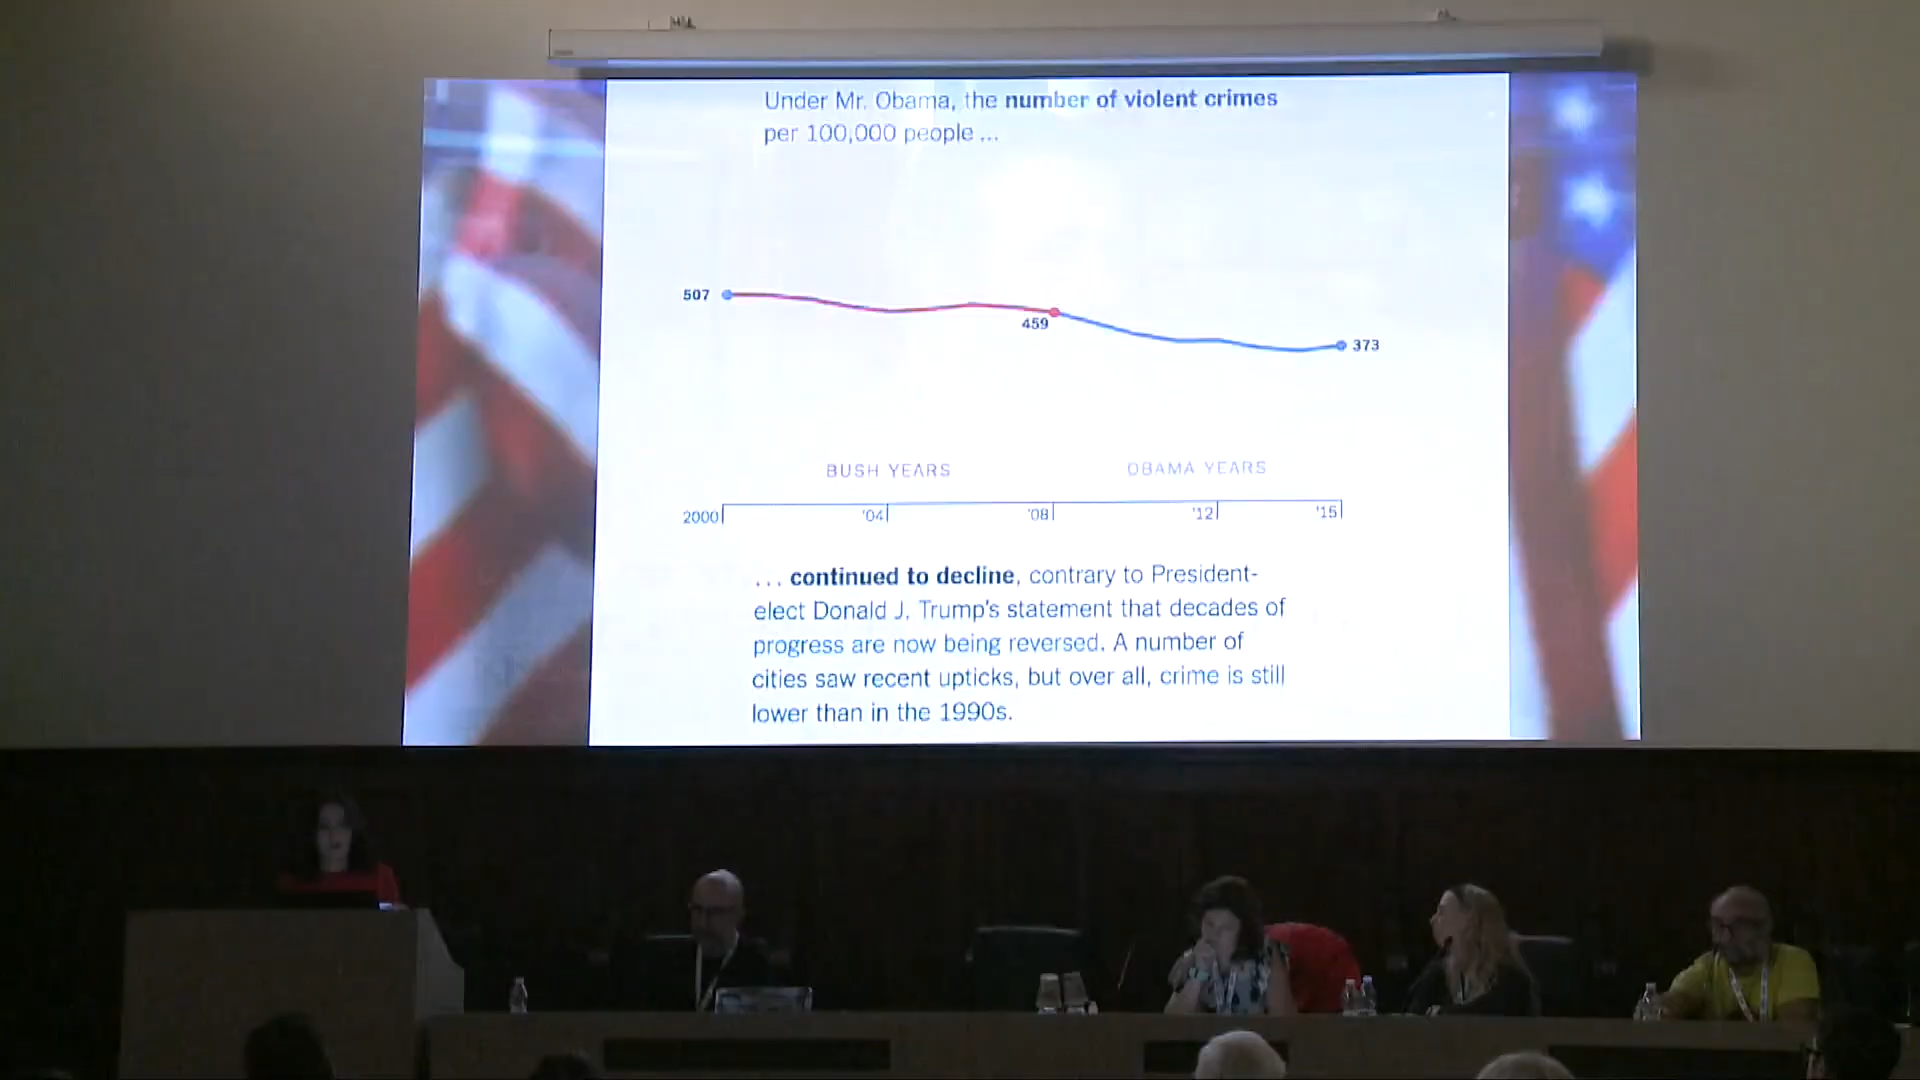 Under Mr. Obama, the number of violent crimes
per 100,000 people ...
507
459
373
BUSH YEARS OBAMA YEARS
2000 '04 '08 '12 '15
... continued to decline, contrary to President-
elect Donald J. Trump's statement that decades of
progress are now being reversed. A number of
cities saw recent upticks, but over all, crime is still
lower than in the 1990s.